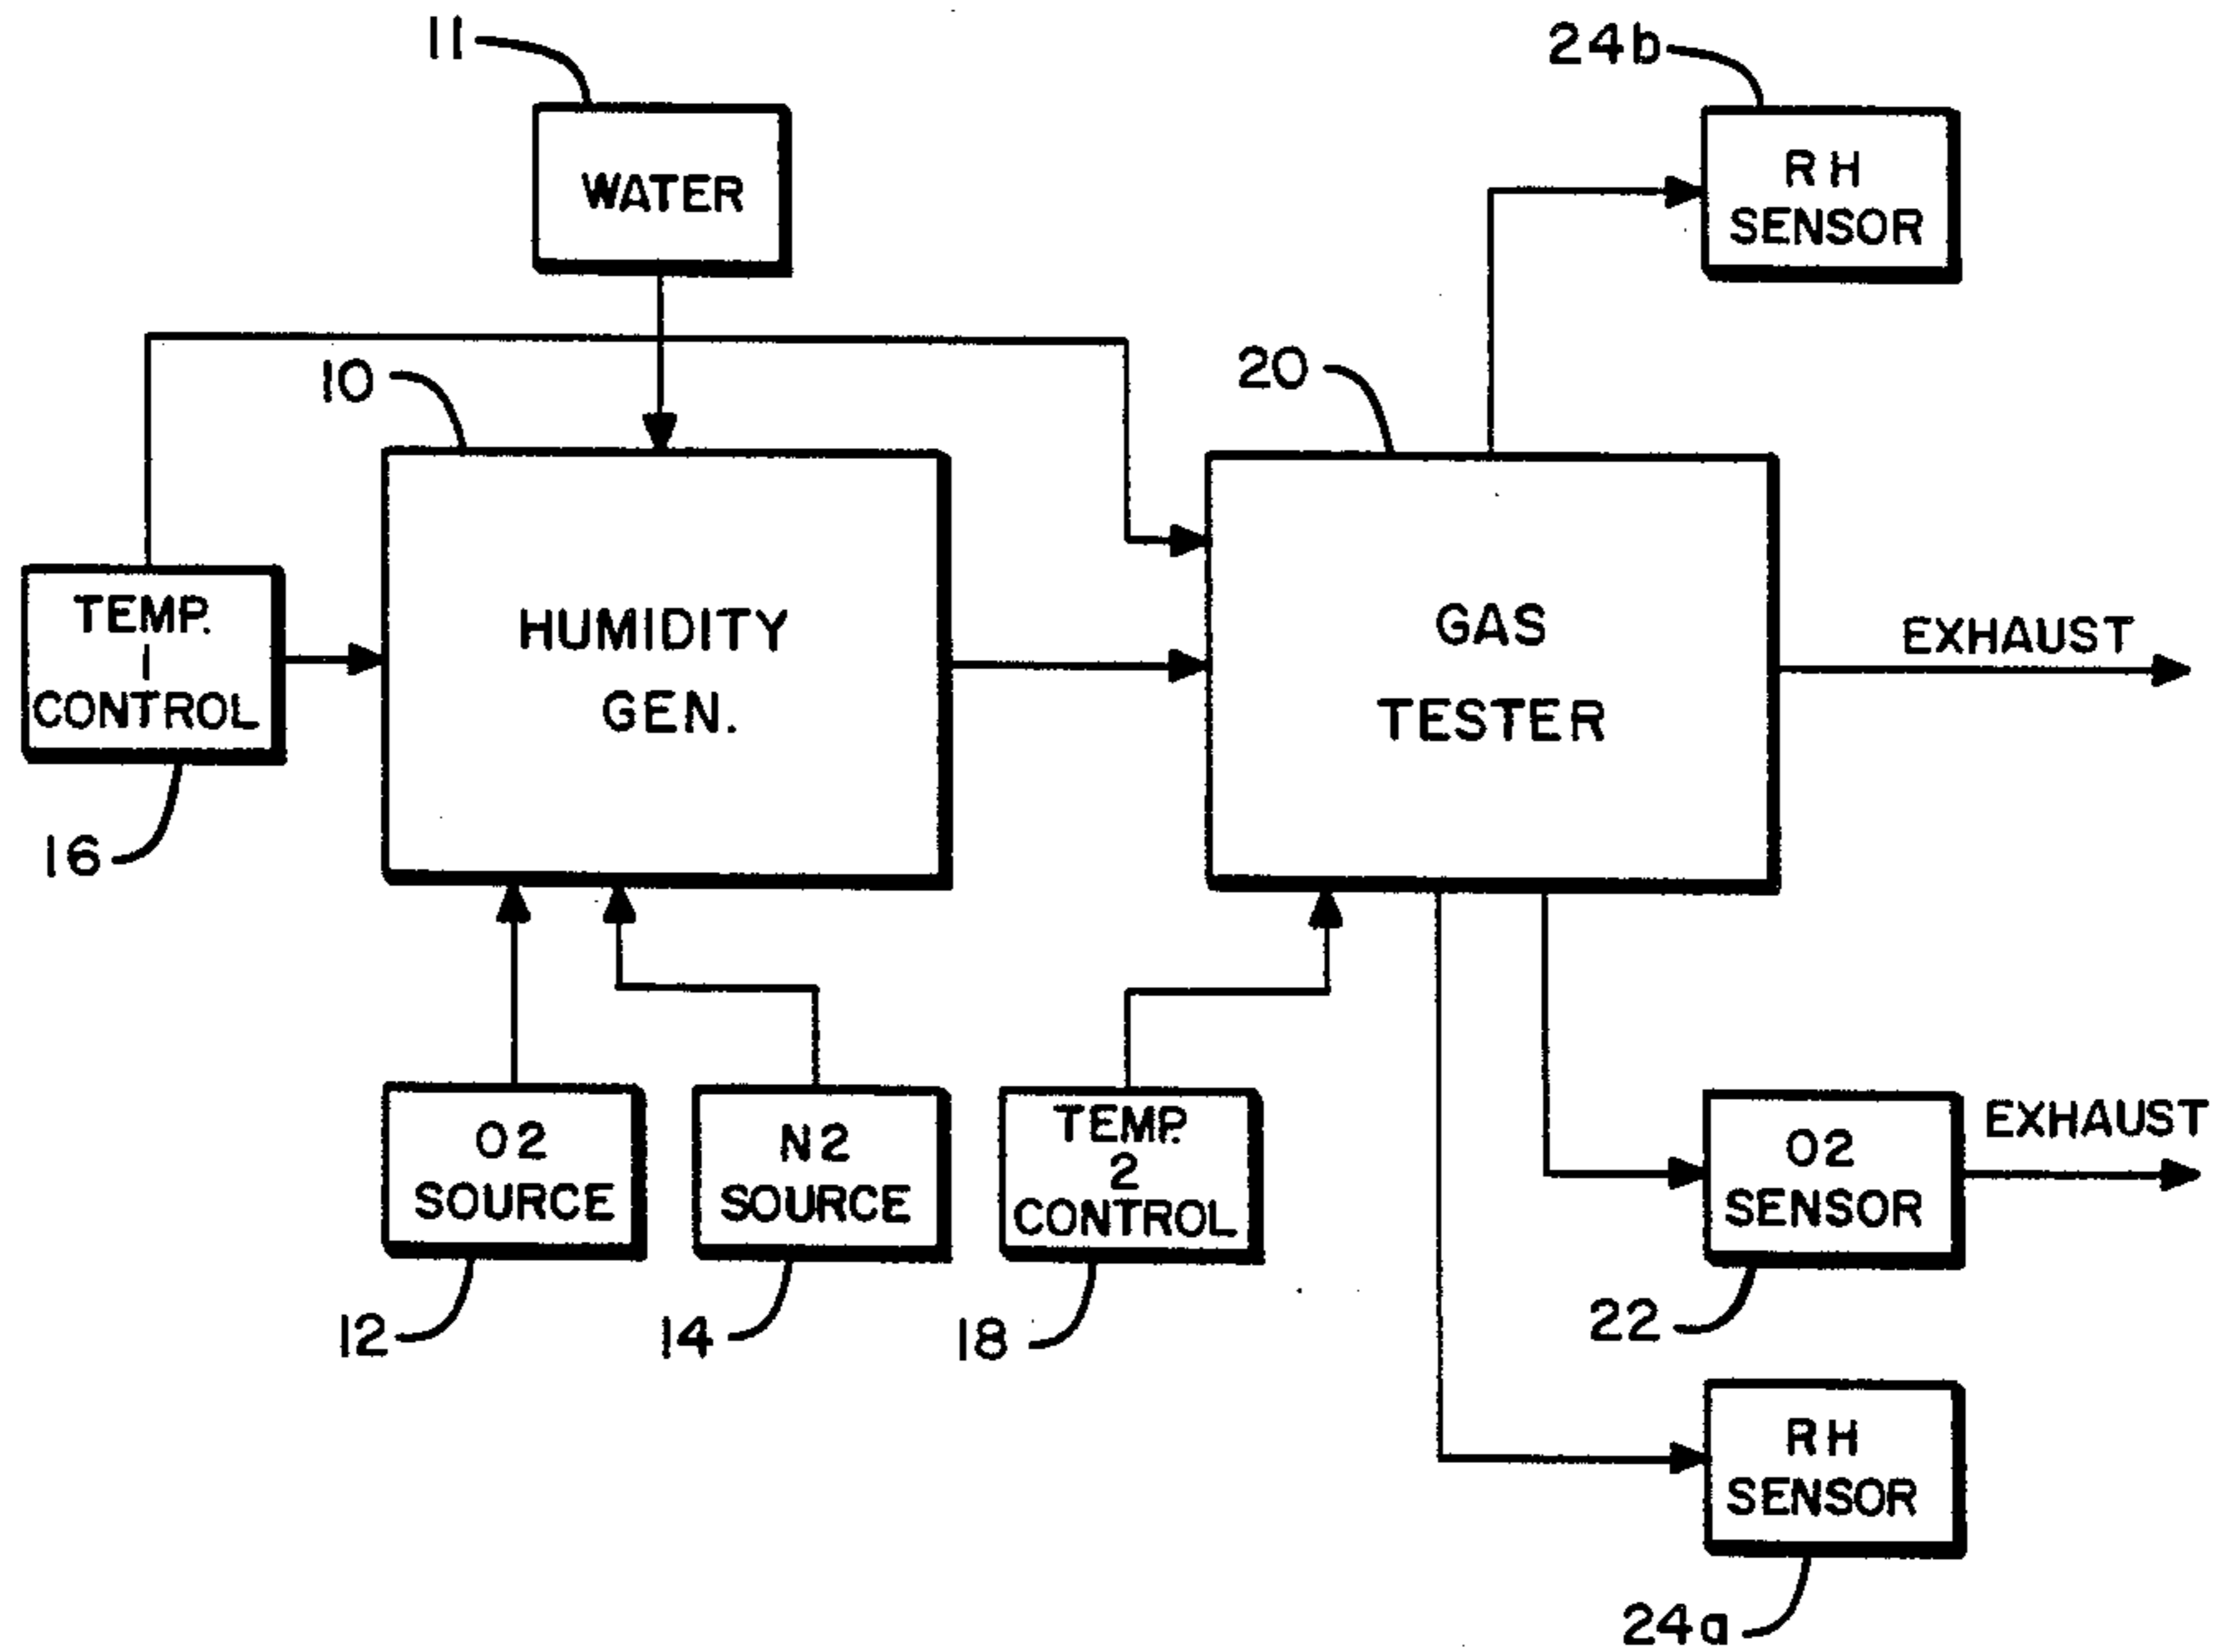 11
WATER
24b
RH
SENSOR
10
20
TEMP.
1
CONTROL
16
HUMIDITY
GEN.
GAS
TESTER
EXHAUST
O2
SOURCE
12
N2
SOURCE
14
TEMP.
2
CONTROL
18
O2
SENSOR
22
EXHAUST
RH
SENSOR
24a